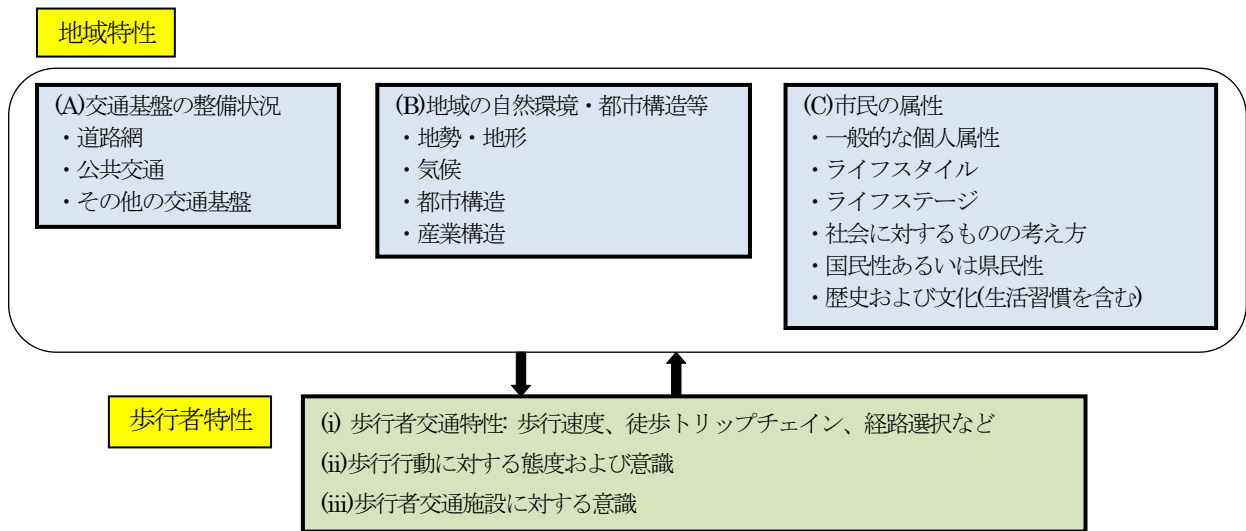 地域特性
(A)交通基盤の整備状況
・道路網
・公共交通
・その他の交通基盤
(B)地域の自然環境・都市構造等
・地勢・地形
・気候
・都市構造
・産業構造
(C)市民の属性
・一般的な個人属性
・ライフスタイル
・ライフステージ
・社会に対するものの考え方
・国民性あるいは県民性
・歴史および文化(生活習慣を含む)
歩行者特性
(i) 歩行者交通特性: 歩行速度、徒歩トリップチェイン、経路選択など
(ii)歩行行動に対する態度および意識
(iii)歩行者交通施設に対する意識